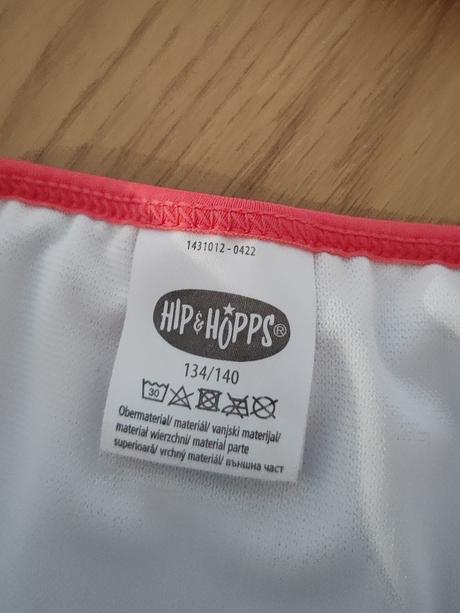 1431012 - 0422
HIP & HOPPS®
134/140
30
Obermaterial/ materiál/ vanjski materijal/
materiał wierzchni/ material parte
superioară/ vrchný materiál/ външна част